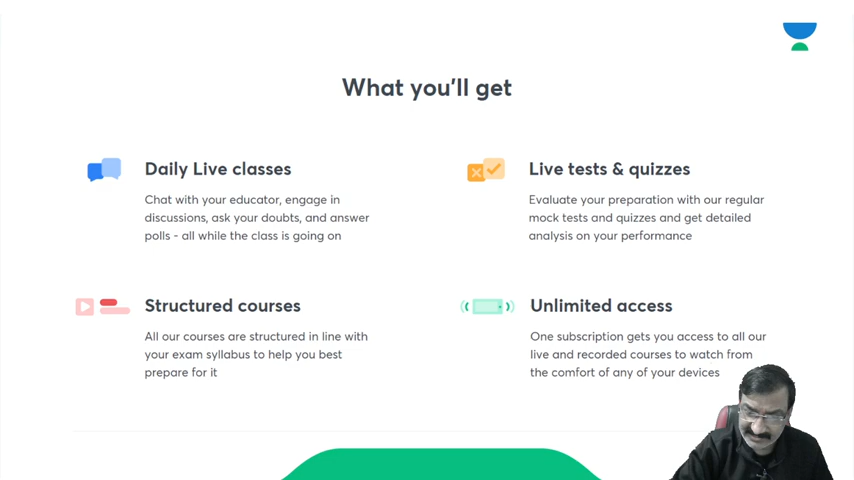 What you'll get
Daily Live classes
Chat with your educator, engage in
discussions, ask your doubts, and answer
polls - all while the class is going on
Live tests & quizzes
Evaluate your preparation with our regular
mock tests and quizzes and get detailed
analysis on your performance
Structured courses
All our courses are structured in line with
your exam syllabus to help you best
prepare for it
Unlimited access
One subscription gets you access to all our
live and recorded courses to watch from
the comfort of any of your devices